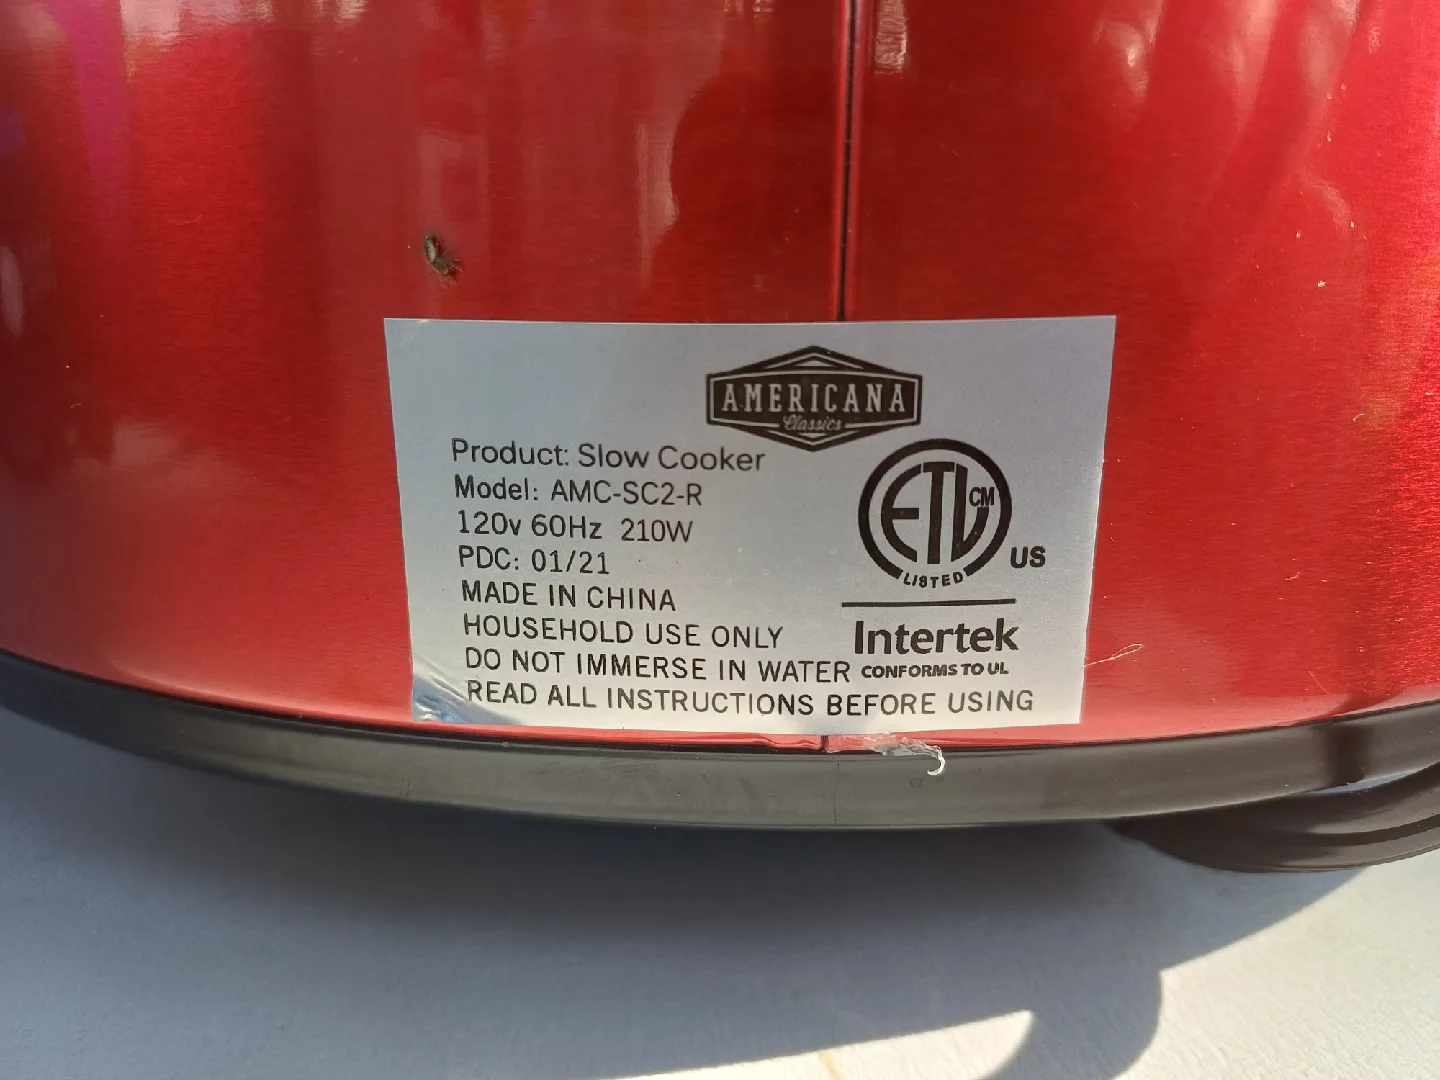 AMERICANA
Classics
Product: Slow Cooker
Model: AMC-SC2-R
120v 60Hz 210W
PDC: 01/21
MADE IN CHINA
HOUSEHOLD USE ONLY
DO NOT IMMERSE IN WATER
READ ALL INSTRUCTIONS BEFORE USING
ETL CM
LISTED
US
Intertek
CONFORMS TO UL